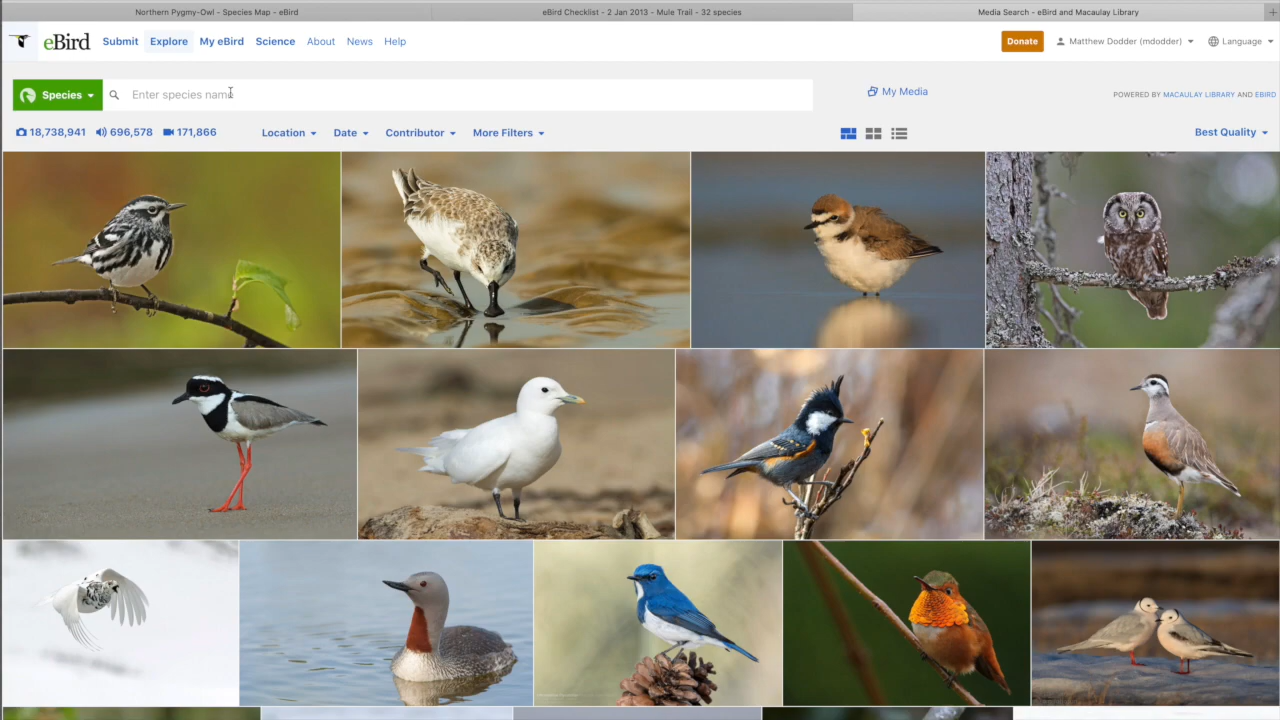 Northern Pygmy-Owl - Species Map - eBird
eBird Checklist - 2 Jan 2013 - Mule Trail - 32 species
Media Search - eBird and Macaulay Library
eBird Submit Explore My eBird Science About News Help Donate Matthew Dodder (mdodder) Language
Species Enter species name My Media POWERED BY MACAULAY LIBRARY AND EBIRD
18,738,941 696,578 171,866 Location Date Contributor More Filters Best Quality